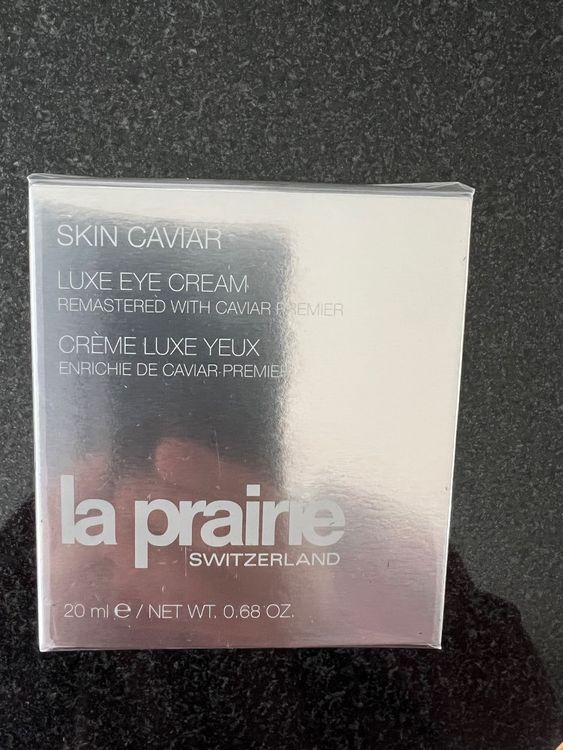 SKIN CAVIAR
LUXE EYE CREAM
REMASTERED WITH CAVIAR PREMIER
CRÈME LUXE YEUX
ENRICHIE DE CAVIAR PREMIER
la prairie
SWITZERLAND
20 ml ℮ / NET WT. 0.68 OZ.